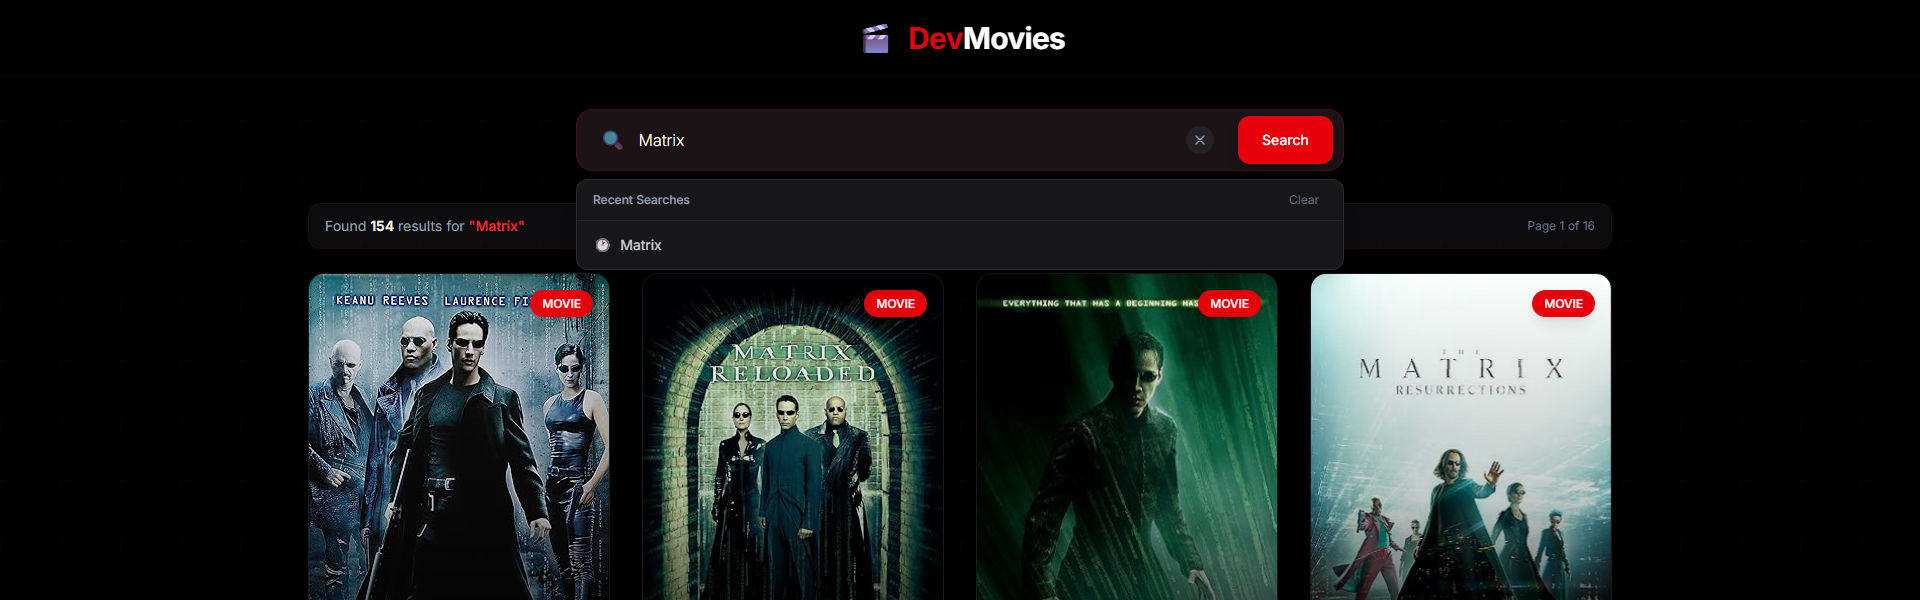 DevMovies
Matrix
Search
Recent Searches
Clear
Matrix
Found 154 results for "Matrix"
Page 1 of 16
KEANU REEVES LAURENCE
MOVIE
MATRIX
RELOADED
MOVIE
EVERYTHING THAT HAS A BEGINNING HAS
MOVIE
THE
MATRIX
RESURRECTIONS
MOVIE